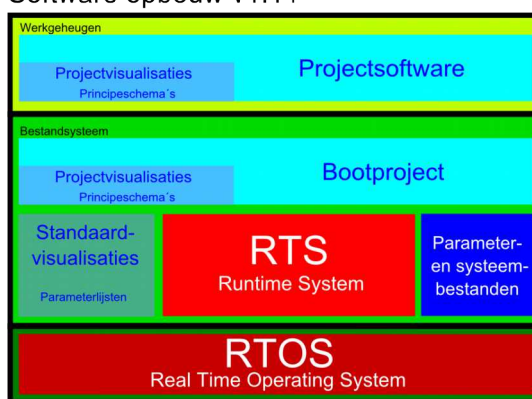 Werkgeheugen
Projectvisualisaties
Principeschema´s
Projectsoftware
Bestandsysteem
Projectvisualisaties
Principeschema´s
Bootproject
Standaard-
visualisaties
Parameterlijsten
RTS
Runtime System
Parameter-
en systeem-
bestanden
RTOS
Real Time Operating System